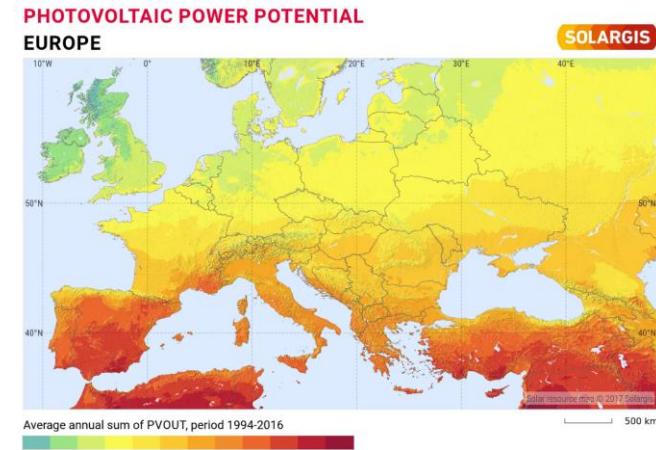 PHOTOVOLTAIC POWER POTENTIAL
EUROPE
SOLARGIS
10°W 0° 10°E 20°E 30°E 40°E
50°N 50°N
40°N 40°N
Solar resource map © 2017 Solargis
Average annual sum of PVOUT, period 1994-2016
500 km